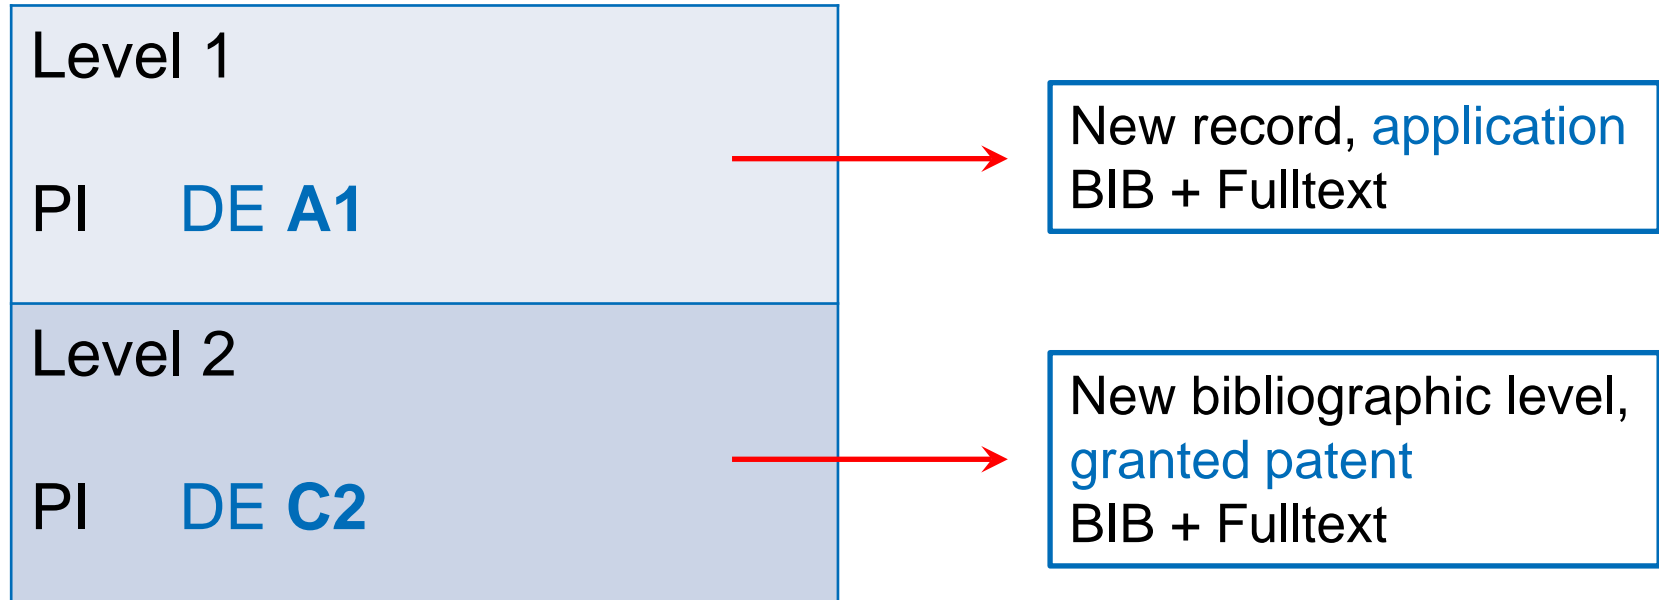 Level 1
PI DE A1
New record, application
BIB + Fulltext
Level 2
PI DE C2
New bibliographic level,
granted patent
BIB + Fulltext